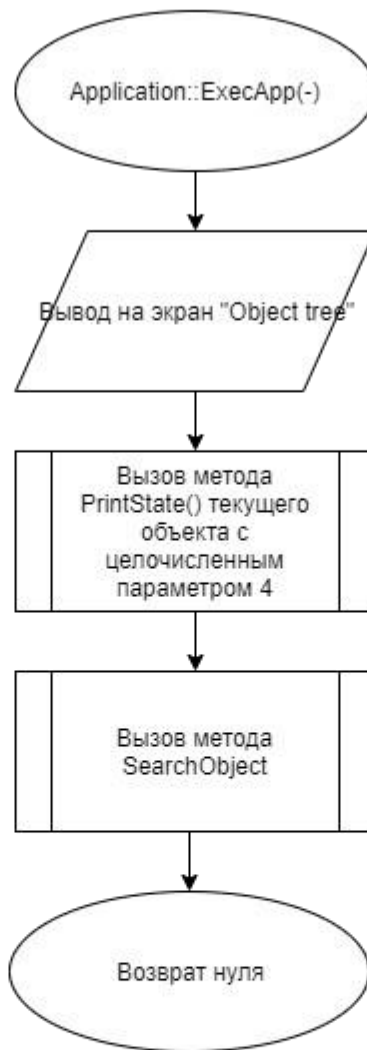 Application::ExecApp(-)
Вывод на экран "Object tree"
Вызов метода
PrintState() текущего
объекта с
целочисленным
параметром 4
Вызов метода
SearchObject
Возврат нуля